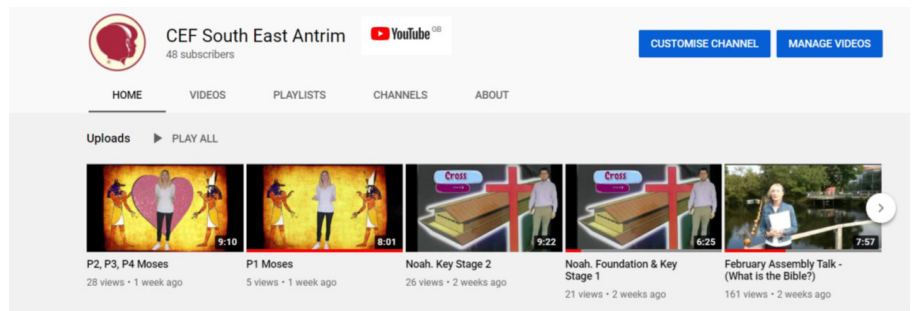 CEF South East Antrim
YouTube GB
48 subscribers
CUSTOMISE CHANNEL
MANAGE VIDEOS
HOME
VIDEOS
PLAYLISTS
CHANNELS
ABOUT
Uploads
PLAY ALL
9:10
P2, P3, P4 Moses
28 views • 1 week ago
8:01
P1 Moses
5 views • 1 week ago
Cross
9:22
Noah. Key Stage 2
26 views • 2 weeks ago
Cross
6:25
Noah. Foundation & Key
Stage 1
21 views • 2 weeks ago
7:57
February Assembly Talk -
(What is the Bible?)
161 views • 2 weeks ago